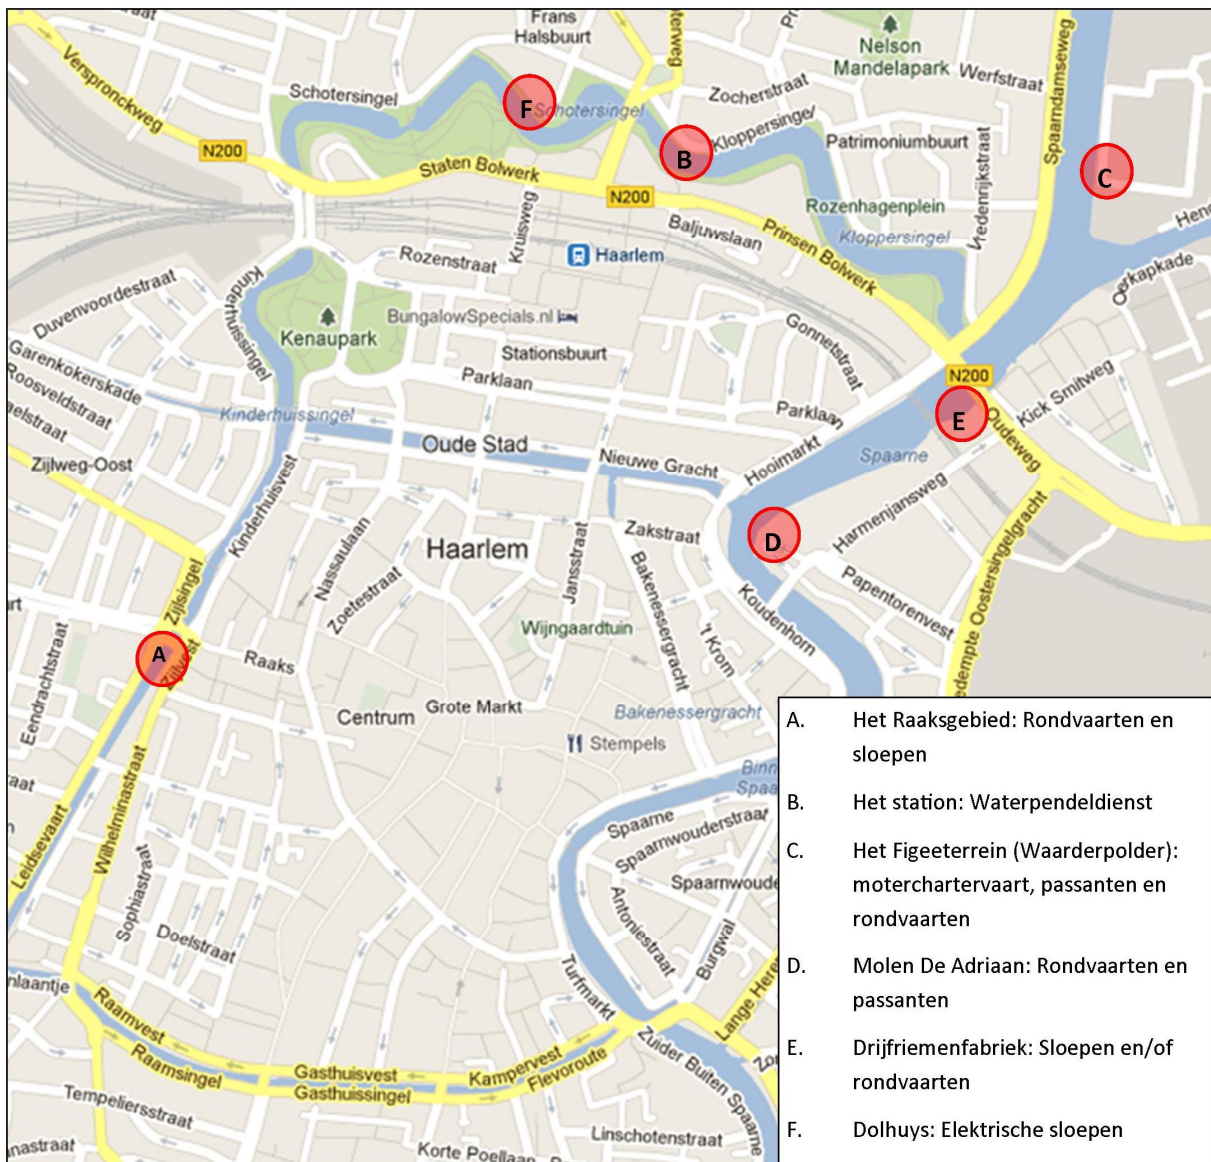 Frans
Halsbuurt
Nelson
Mandelapark
Werfstraat
Spaarndamseweg
Verspronckweg
Schotersingel
F
Schotersingel
Zocherstraat
Kloppersingel
Patrimoniumbuurt
N200
Staten Bolwerk
B
C
N200
Kruisweg
Baljuwslaan
Prinsen Bolwerk
Rozenhagenplein
Kloppersingel
Vredenrijkstraat
Rozenstraat
Haarlem
Duvenvoordestraat
Kinderhuissingel
Kenaupark
BungalowSpecials.nl
Gonnetstraat
Garenkokerskade
Stationsbuurt
Roosveldstraat
Parklaan
Parklaan
N200
Kick Smitweg
E
Oudeweg
Kinderhuissingel
Oude Stad
Nieuwe Gracht
Hooimarkt
Spaarne
Zijlweg-Oost
Kinderhuisvest
Nassaulaan
Haarlem
Zakstraat
D
Harmenjansweg
Zijlsingel
Zoetestraat
Jansstraat
Bakenessergracht
Koudenhorn
Papentorenvest
Wijngaardtuin
't Krom
Eendrachtstraat
A
Zijlvest
Raaks
Centrum
Grote Markt
Bakenessergracht
Stempels
Leidsevaart
Wilhelminastraat
Sophiastraat
Spaarne
Spaarnwouderstraat
Spaarnwoude
Antoniestraat
Burgwal
Doelstraat
Turfmarkt
Lange Here
nlaantje
Raamvest
Raamsingel
Gasthuisvest
Gasthuissingel
Kampervest
Flevoroute
Zuider Buiten Spaarne
Tempeliersstraat
Korte Poellaan
Linschotenstraat
A. Het Raaksgebied: Rondvaarten en
sloepen
B. Het station: Waterpendeldienst
C. Het Figeeterrein (Waarderpolder):
moterchartervaart, passanten en
rondvaarten
D. Molen De Adriaan: Rondvaarten en
passanten
E. Drijfriemenfabriek: Sloepen en/of
rondvaarten
F. Dolhuys: Elektrische sloepen